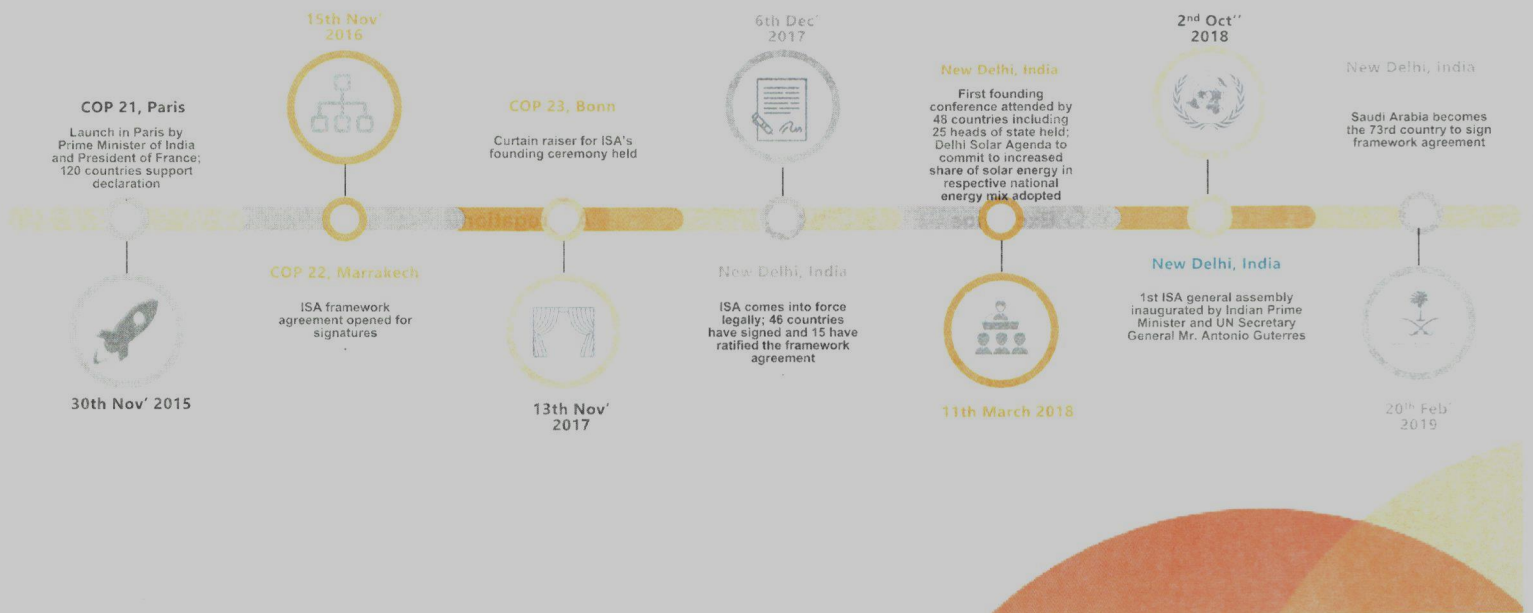 COP 21, Paris
Launch in Paris by
Prime Minister of India
and President of France;
120 countries support
declaration
30th Nov’ 2015
15th Nov’
2016
COP 22, Marrakech
ISA framework
agreement opened for
signatures
COP 23, Bonn
Curtain raiser for ISA’s
founding ceremony held
13th Nov’
2017
6th Dec’
2017
New Delhi, India
ISA comes into force
legally; 46 countries
have signed and 15 have
ratified the framework
agreement
New Delhi, India
First founding
conference attended by
48 countries including
25 heads of state held;
Delhi Solar Agenda to
commit to increased
share of solar energy in
respective national
energy mix adopted
11th March 2018
2nd Oct’’
2018
New Delhi, India
1st ISA general assembly
inaugurated by Indian Prime
Minister and UN Secretary
General Mr. Antonio Guterres
New Delhi, India
Saudi Arabia becomes
the 73rd country to sign
framework agreement
20th Feb’
2019